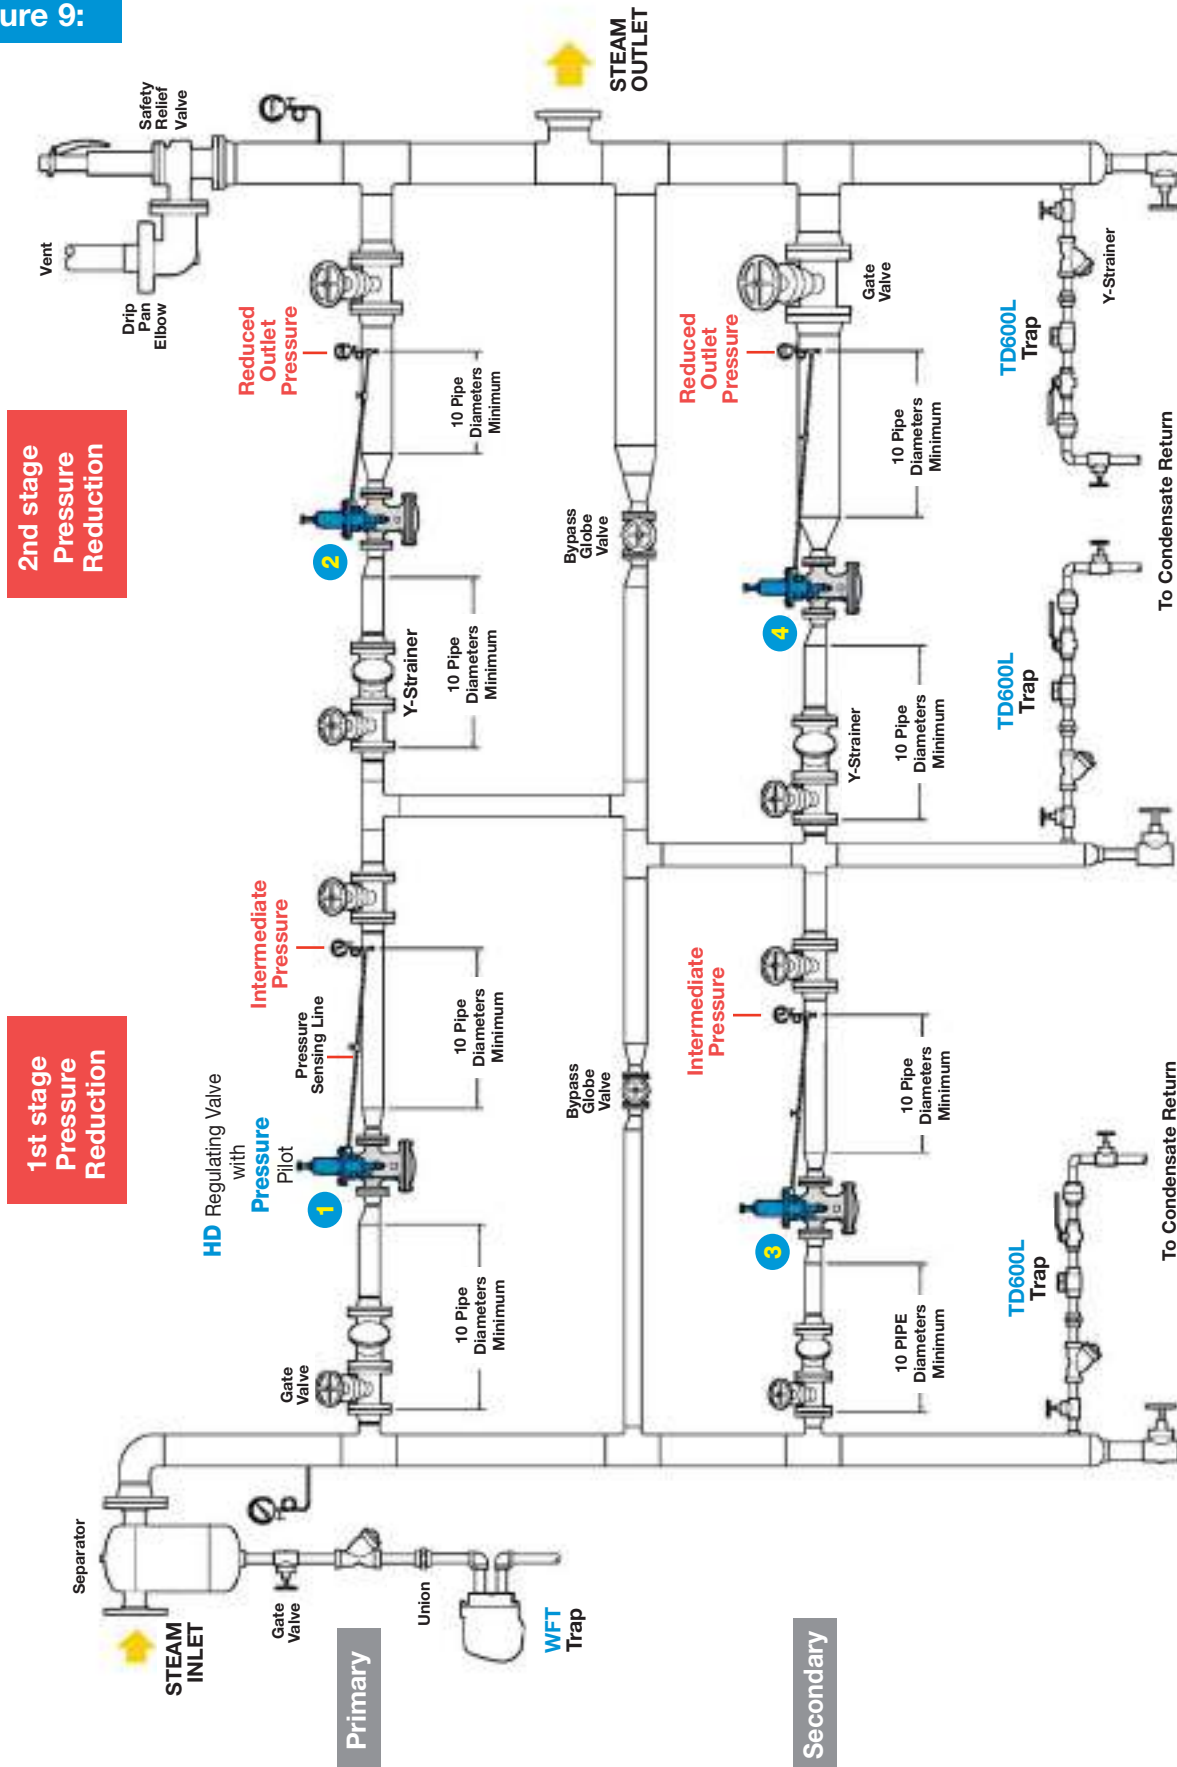 ure 9:
1st stage
Pressure
Reduction
2nd stage
Pressure
Reduction
Separator
STEAM
INLET
Gate
Valve
Union
WFT
Trap
Primary
Secondary
HD Regulating Valve
with
Pressure
Pilot
1
Gate
Valve
10 Pipe
Diameters
Minimum
Pressure
Sensing Line
Intermediate
Pressure
10 Pipe
Diameters
Minimum
Y-Strainer
10 Pipe
Diameters
Minimum
2
Reduced
Outlet
Pressure
10 Pipe
Diameters
Minimum
Vent
Drip
Pan
Elbow
Safety
Relief
Valve
STEAM
OUTLET
Bypass
Globe
Valve
Bypass
Globe
Valve
3
10 PIPE
Diameters
Minimum
Intermediate
Pressure
10 Pipe
Diameters
Minimum
Y-Strainer
10 Pipe
Diameters
Minimum
4
Reduced
Outlet
Pressure
10 Pipe
Diameters
Minimum
Gate
Valve
TD600L
Trap
To Condensate Return
TD600L
Trap
To Condensate Return
TD600L
Trap
Y-Strainer